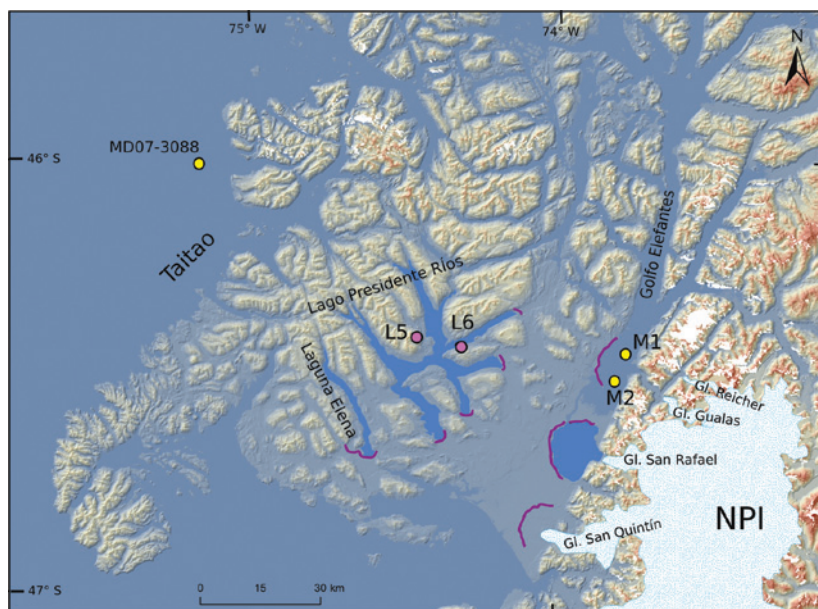 75° W
74° W
N
MD07-3088
46° S
Taitao
Golfo Elefantes
Lago Presidente Ríos
L5
L6
M1
M2
Laguna Elena
Gl. Reicher
Gl. Gualas
Gl. San Rafael
NPI
Gl. San Quintín
47° S
0 15 30 km